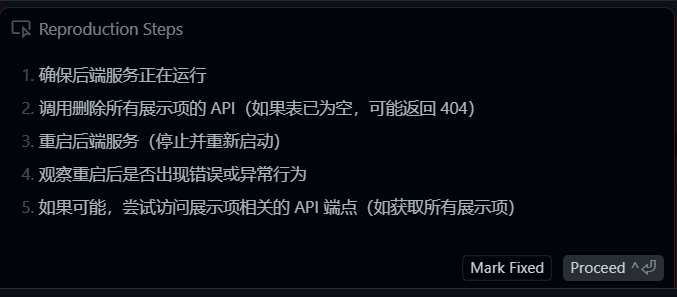 Reproduction Steps
1. 确保后端服务正在运行
2. 调用删除所有展示项的 API（如果表已为空，可能返回 404）
3. 重启后端服务（停止并重新启动）
4. 观察重启后是否出现错误或异常行为
5. 如果可能，尝试访问展示项相关的 API 端点（如获取所有展示项）
Mark Fixed Proceed ^⏎